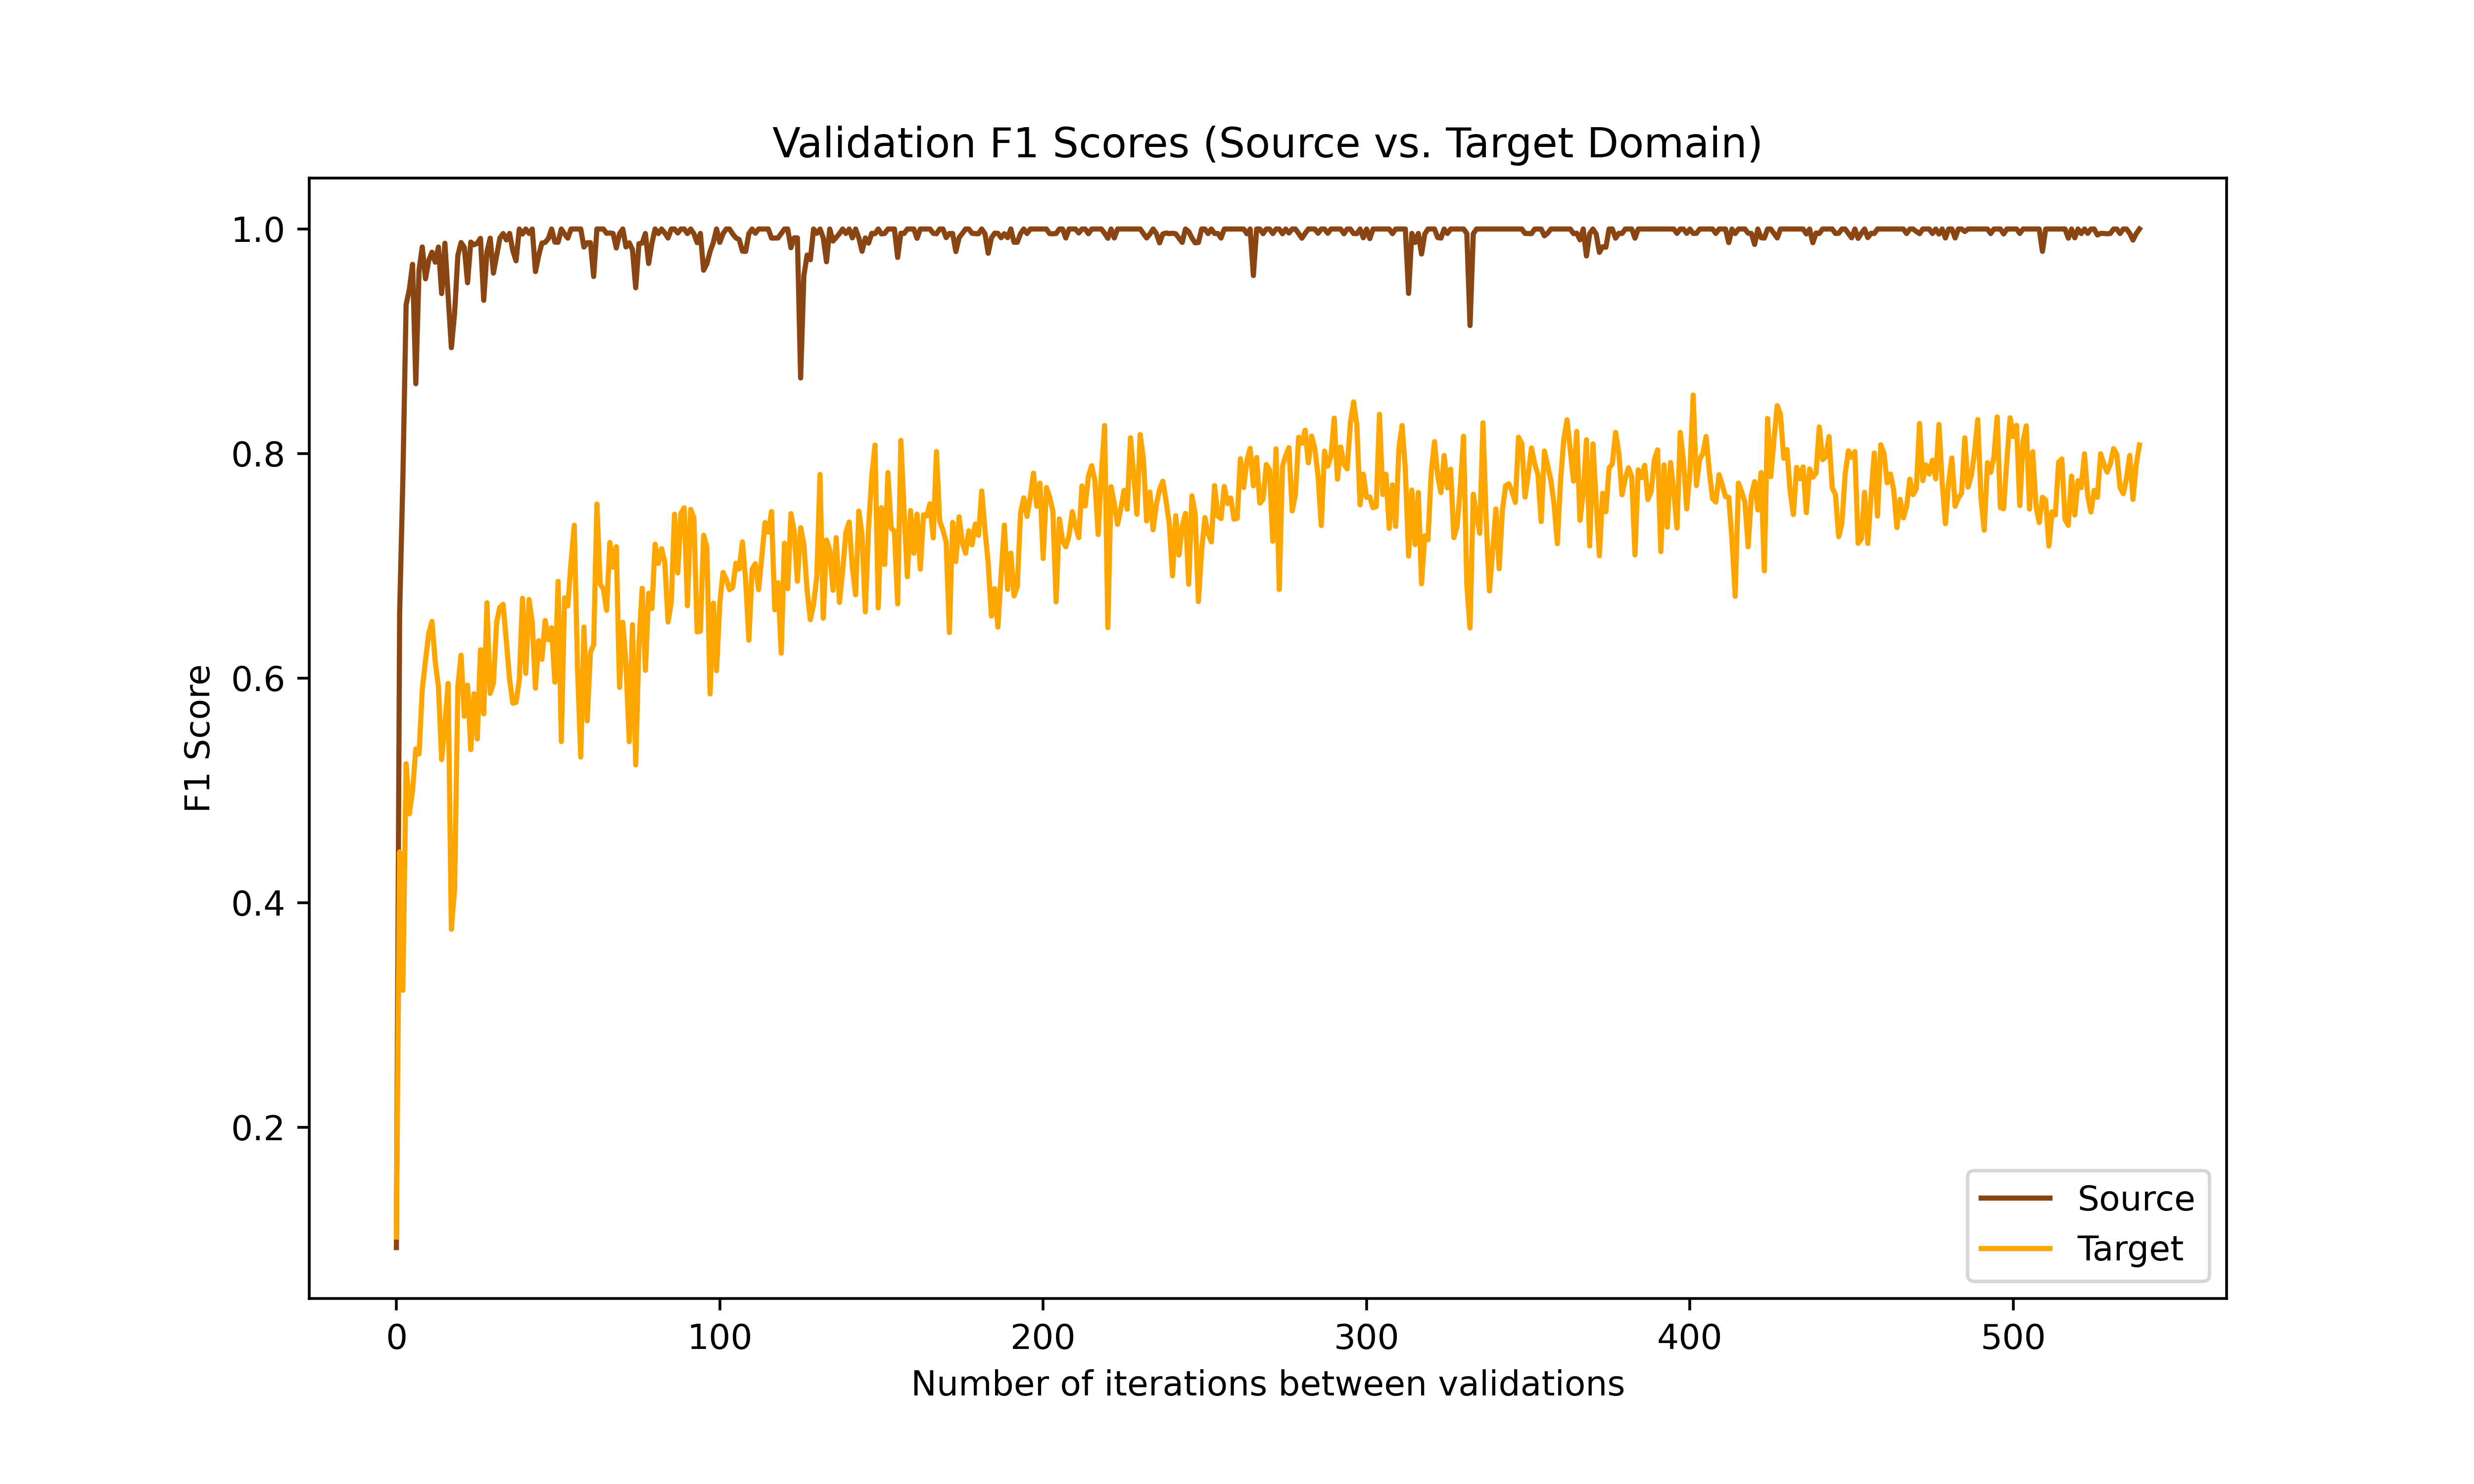 Validation F1 Scores (Source vs. Target Domain)
1.0
0.8
0.6
0.4
0.2
F1 Score
0 100 200 300 400 500
Number of iterations between validations
Source
Target